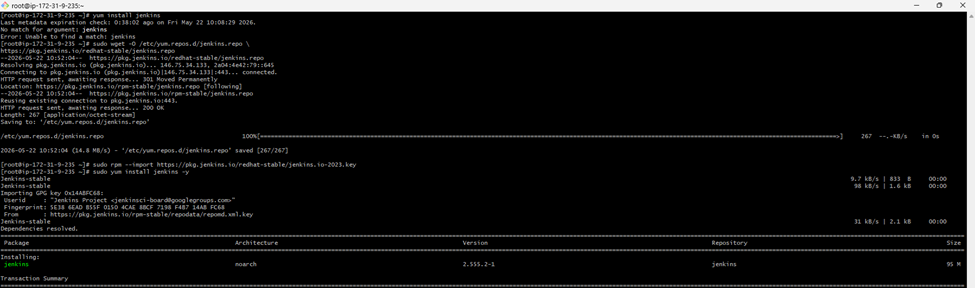 root@ip-172-31-9-235:~
[root@ip-172-31-9-235 ~]# yum install jenkins
Last metadata expiration check: 0:38:02 ago on Fri May 22 10:08:29 2026.
No match for argument: jenkins
Error: Unable to find a match: jenkins
[root@ip-172-31-9-235 ~]# sudo wget -O /etc/yum.repos.d/jenkins.repo \
https://pkg.jenkins.io/redhat-stable/jenkins.repo
--2026-05-22 10:52:04--  https://pkg.jenkins.io/redhat-stable/jenkins.repo
Resolving pkg.jenkins.io (pkg.jenkins.io)... 146.75.34.133, 2a04:4e42:79::645
Connecting to pkg.jenkins.io (pkg.jenkins.io)|146.75.34.133|:443... connected.
HTTP request sent, awaiting response... 301 Moved Permanently
Location: https://pkg.jenkins.io/rpm-stable/jenkins.repo [following]
--2026-05-22 10:52:04--  https://pkg.jenkins.io/rpm-stable/jenkins.repo
Reusing existing connection to pkg.jenkins.io:443.
HTTP request sent, awaiting response... 200 OK
Length: 267 [application/octet-stream]
Saving to: '/etc/yum.repos.d/jenkins.repo'
/etc/yum.repos.d/jenkins.repo 100%[=====================================>] 267 --.-KB/s in 0s
2026-05-22 10:52:04 (14.8 MB/s) - '/etc/yum.repos.d/jenkins.repo' saved [267/267]
[root@ip-172-31-9-235 ~]# sudo rpm --import https://pkg.jenkins.io/redhat-stable/jenkins.io-2023.key
[root@ip-172-31-9-235 ~]# sudo yum install jenkins -y
Jenkins-stable 9.7 kB/s | 833 B 00:00
Jenkins-stable 98 kB/s | 1.6 kB 00:00
Importing GPG key 0x14ABFC68:
Userid : "Jenkins Project <jenkinsci-board@googlegroups.com>"
Fingerprint: 5E38 6EAD B55F 0150 4CAE 8BCF 7198 F4B7 14AB FC68
From : https://pkg.jenkins.io/rpm-stable/repodata/repomd.xml.key
Jenkins-stable 31 kB/s | 2.1 kB 00:00
Dependencies resolved.
Package Architecture Version Repository Size
Installing:
jenkins noarch 2.555.2-1 jenkins 95 M
Transaction Summary